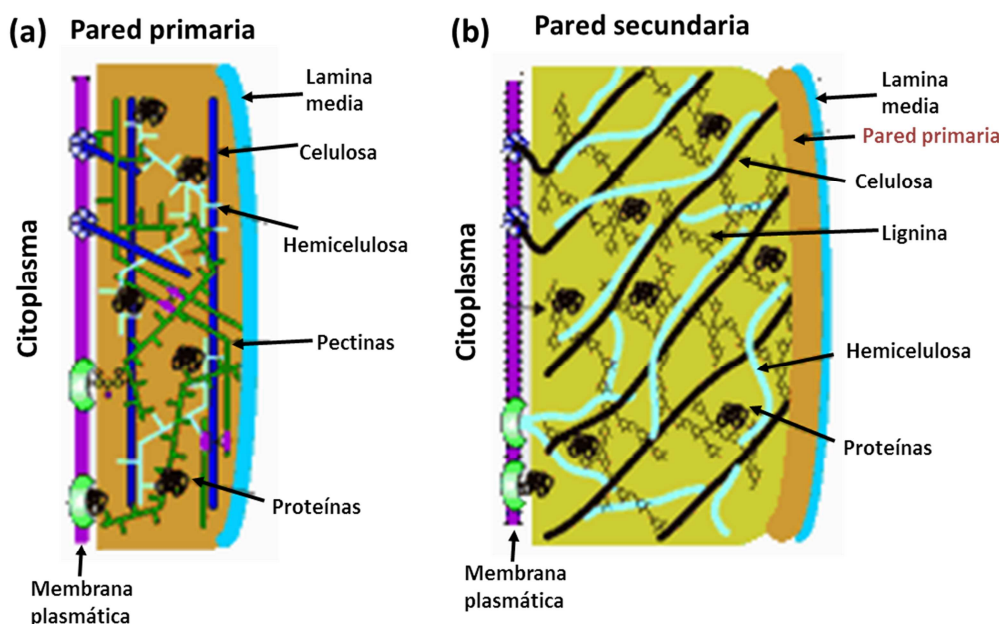 (a) Pared primaria
Lamina
media
Celulosa
Hemicelulosa
Citoplasma
Pectinas
Proteínas
Membrana
plasmática
(b) Pared secundaria
Lamina
media
Pared primaria
Celulosa
Lignina
Citoplasma
Hemicelulosa
Proteínas
Membrana
plasmática